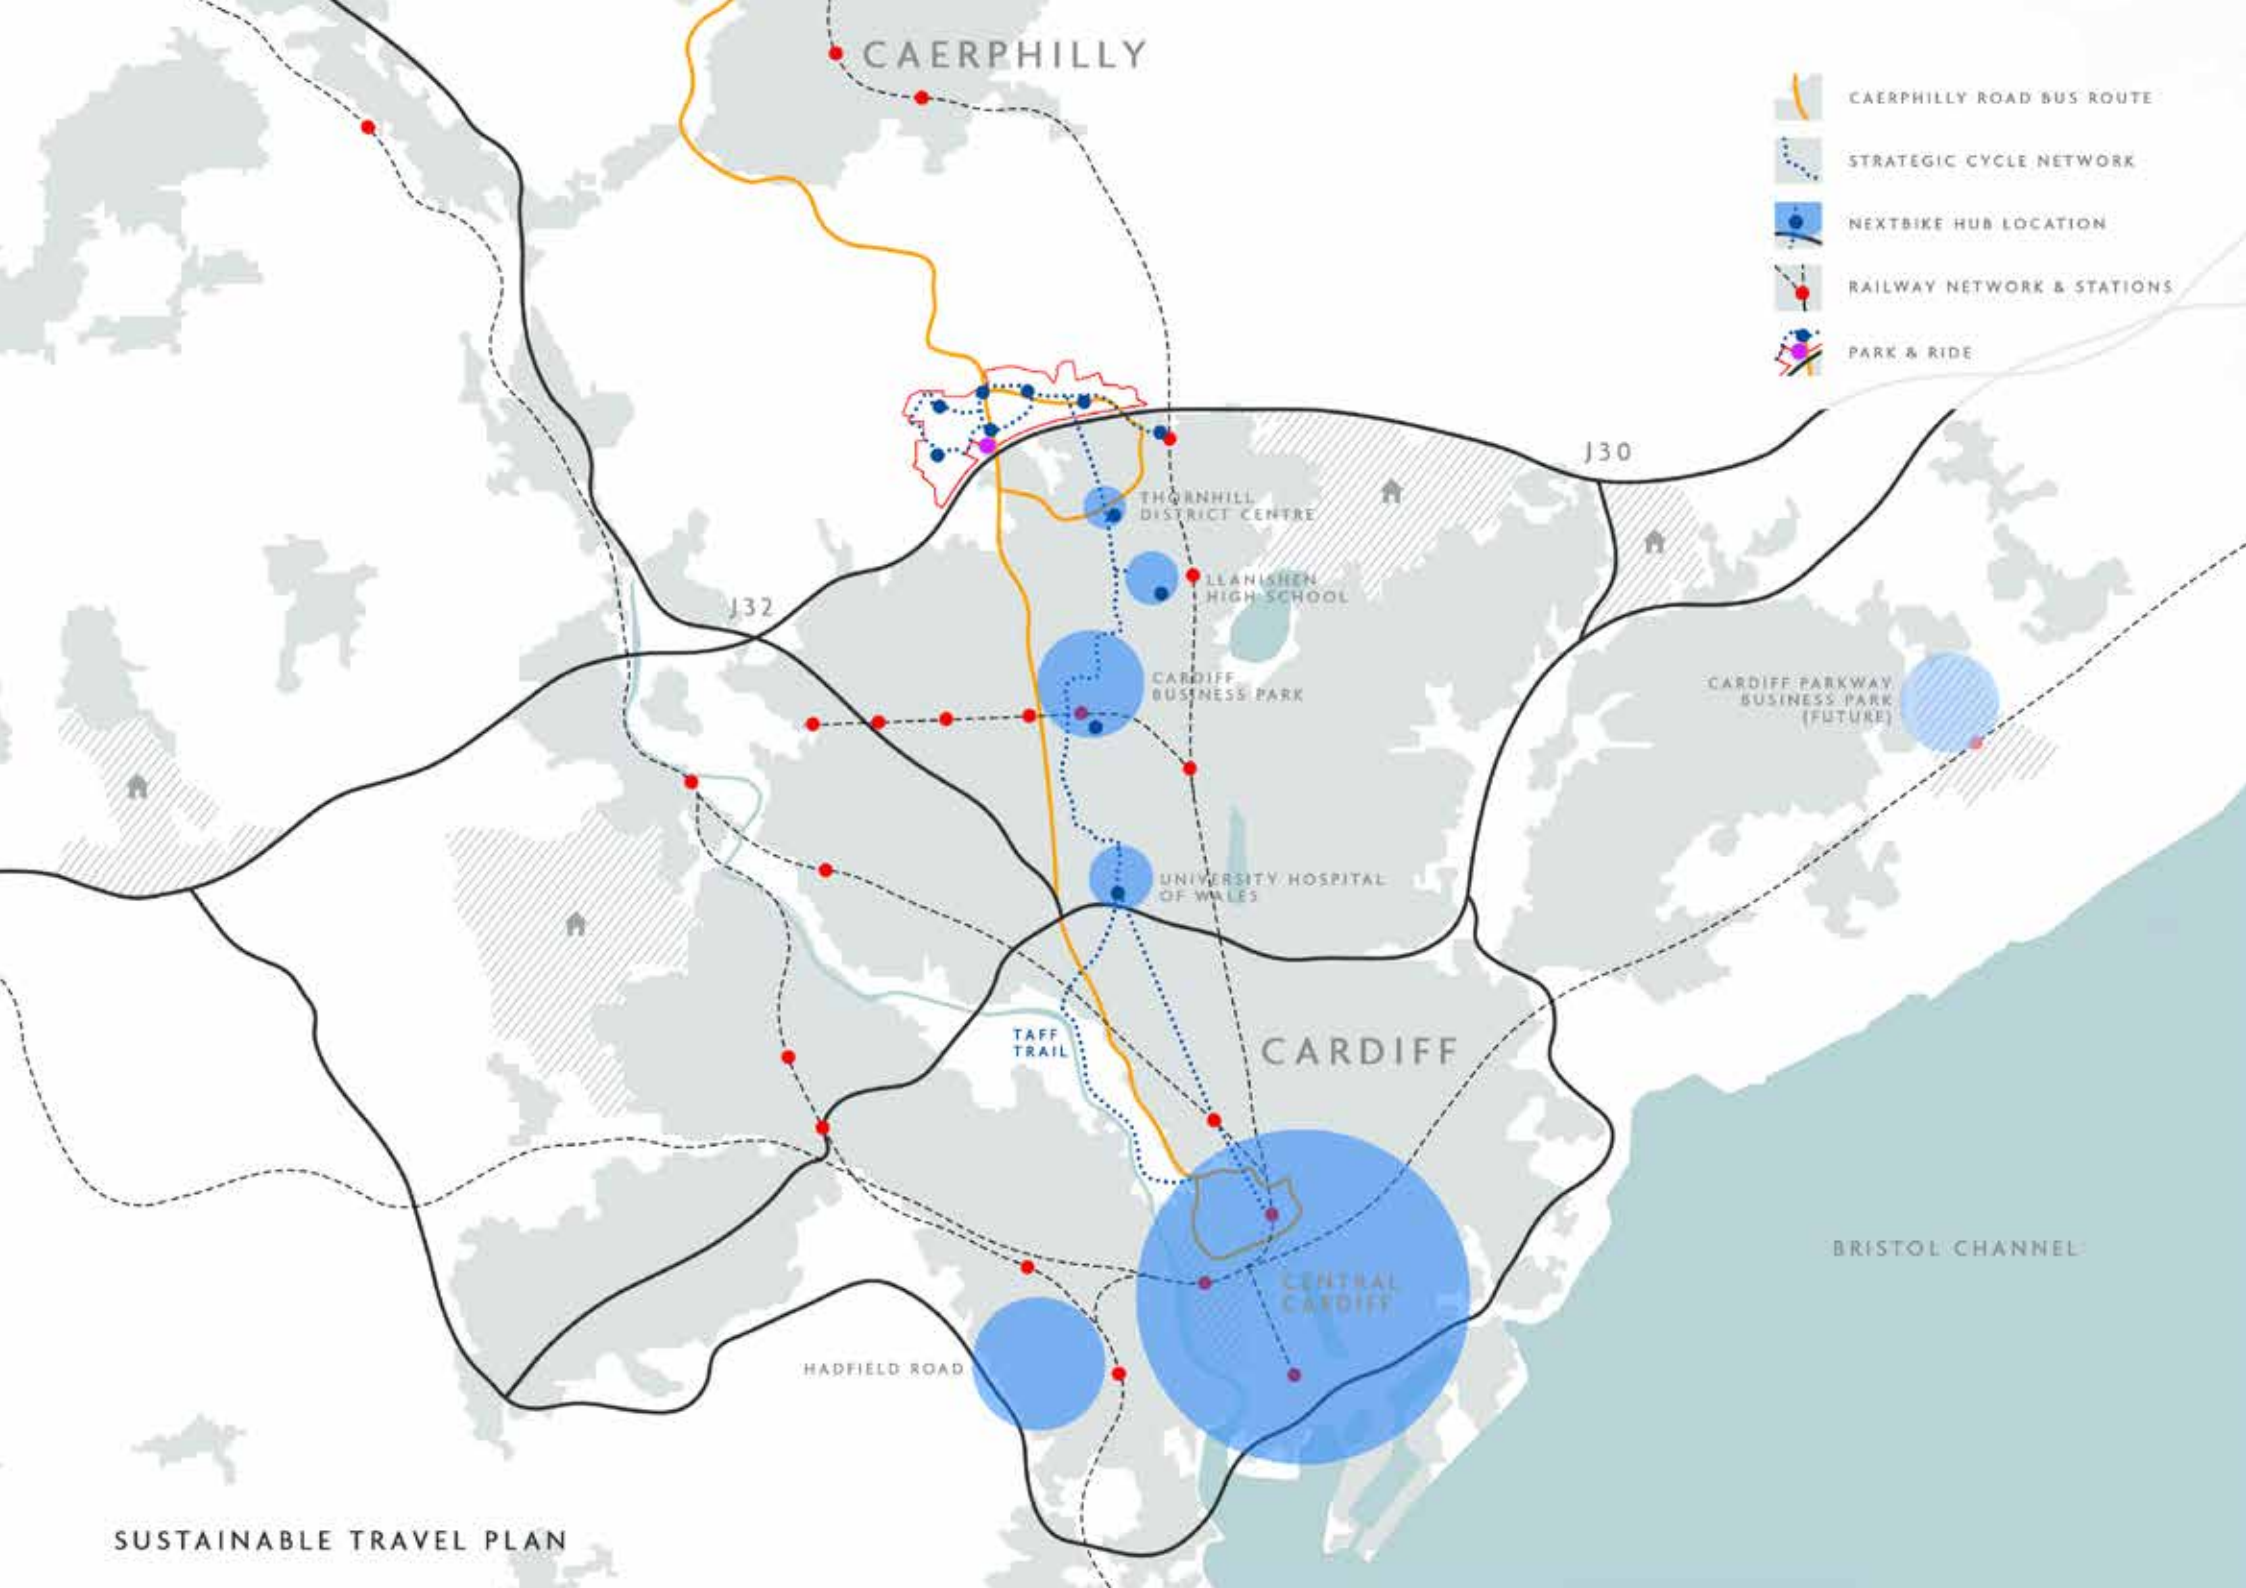 CAERPHILLY
CAERPHILLY ROAD BUS ROUTE
STRATEGIC CYCLE NETWORK
NEXTBIKE HUB LOCATION
RAILWAY NETWORK & STATIONS
PARK & RIDE
J30
THORNHILL
DISTRICT CENTRE
LLANISHEN
HIGH SCHOOL
J32
CARDIFF
BUSINESS PARK
CARDIFF PARKWAY
BUSINESS PARK
(FUTURE)
UNIVERSITY HOSPITAL
OF WALES
TAFF
TRAIL
CARDIFF
BRISTOL CHANNEL
CENTRAL
CARDIFF
HADFIELD ROAD
SUSTAINABLE TRAVEL PLAN